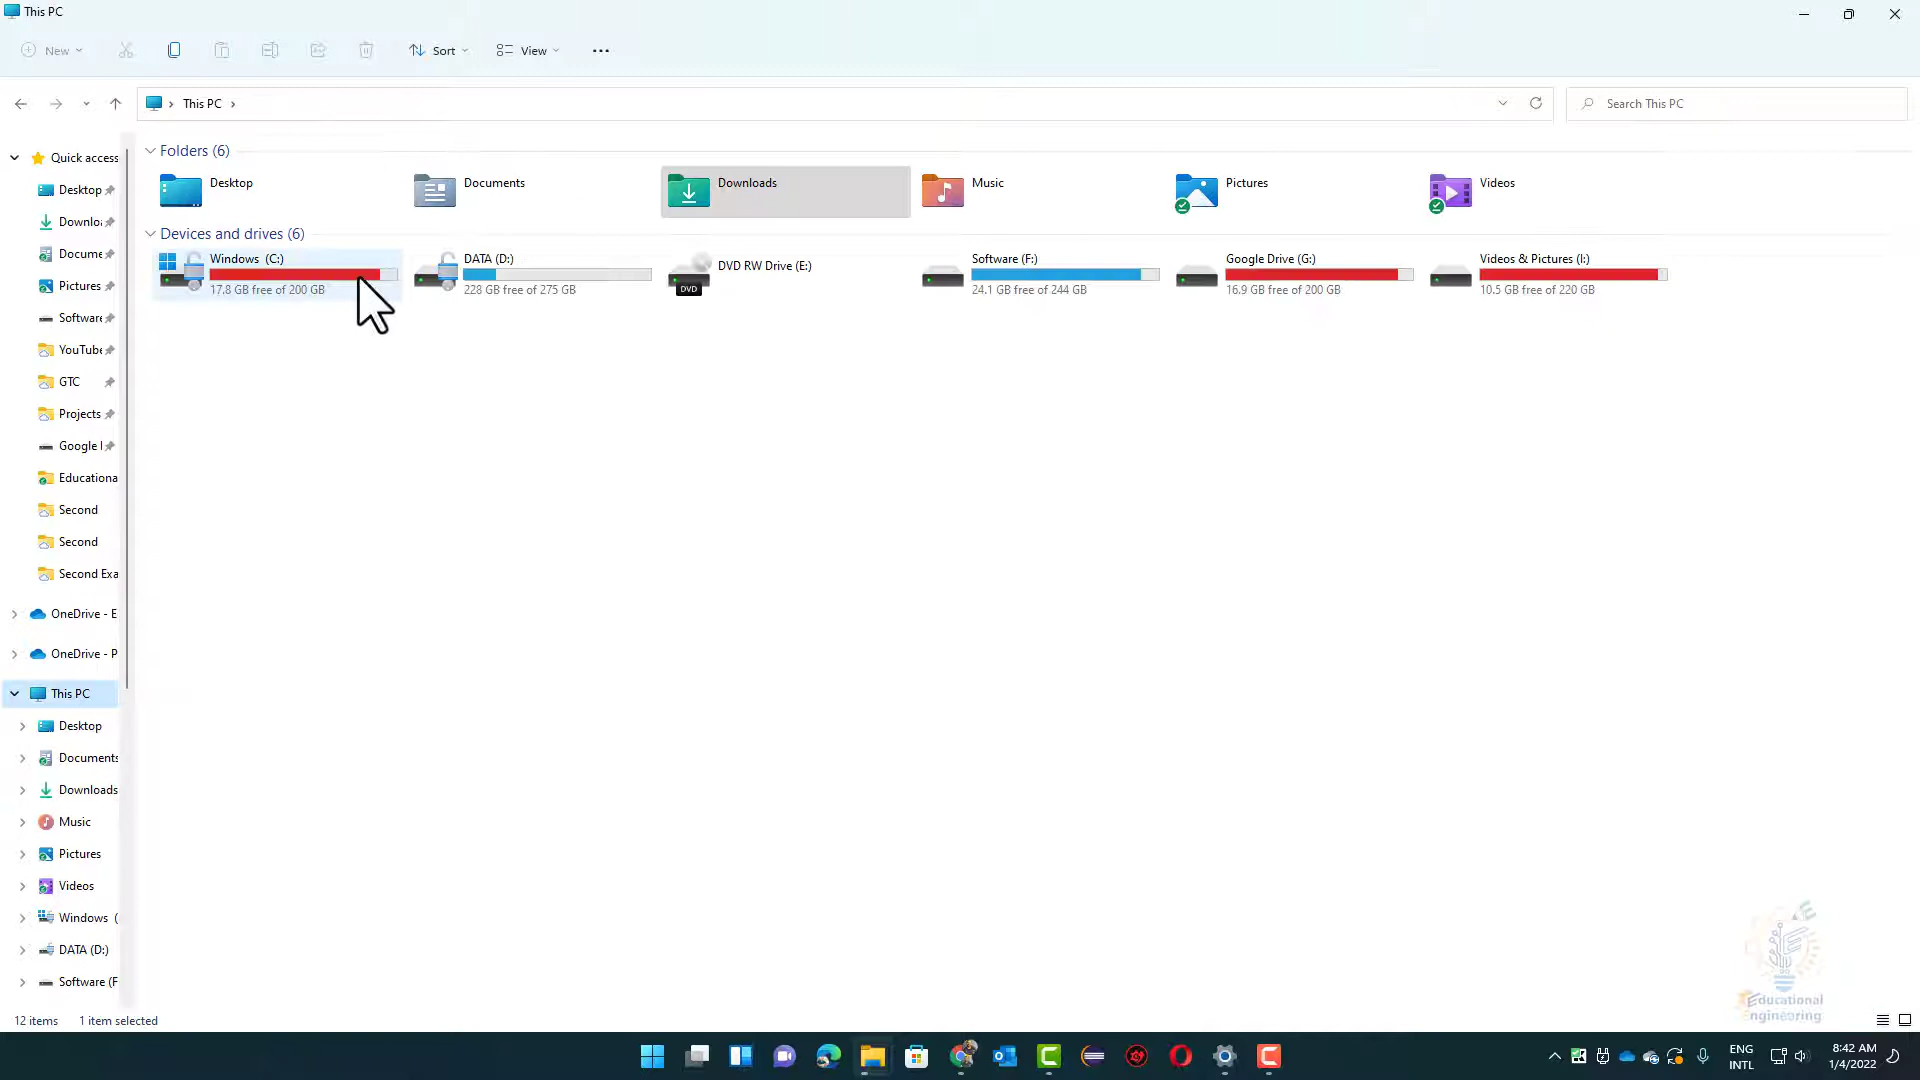 This PC
New
Sort
View
This PC
Search This PC
Quick access
Desktop
Downloa
Docume
Pictures
Software
YouTube
GTC
Projects
Google
Educationa
Second
Second
Second Exa
OneDrive - E
OneDrive - P
This PC
Desktop
Documents
Downloads
Music
Pictures
Videos
Windows (
DATA (D:)
Software (F
Folders (6)
Desktop
Documents
Downloads
Music
Pictures
Videos
Devices and drives (6)
Windows (C:)
17.8 GB free of 200 GB
DATA (D:)
228 GB free of 275 GB
DVD RW Drive (E:)
DVD
Software (F:)
24.1 GB free of 244 GB
Google Drive (G:)
16.9 GB free of 200 GB
Videos & Pictures (I:)
10.5 GB free of 220 GB
Educational
Engineering
12 items
1 item selected
ENG
INTL
8:42 AM
1/4/2022